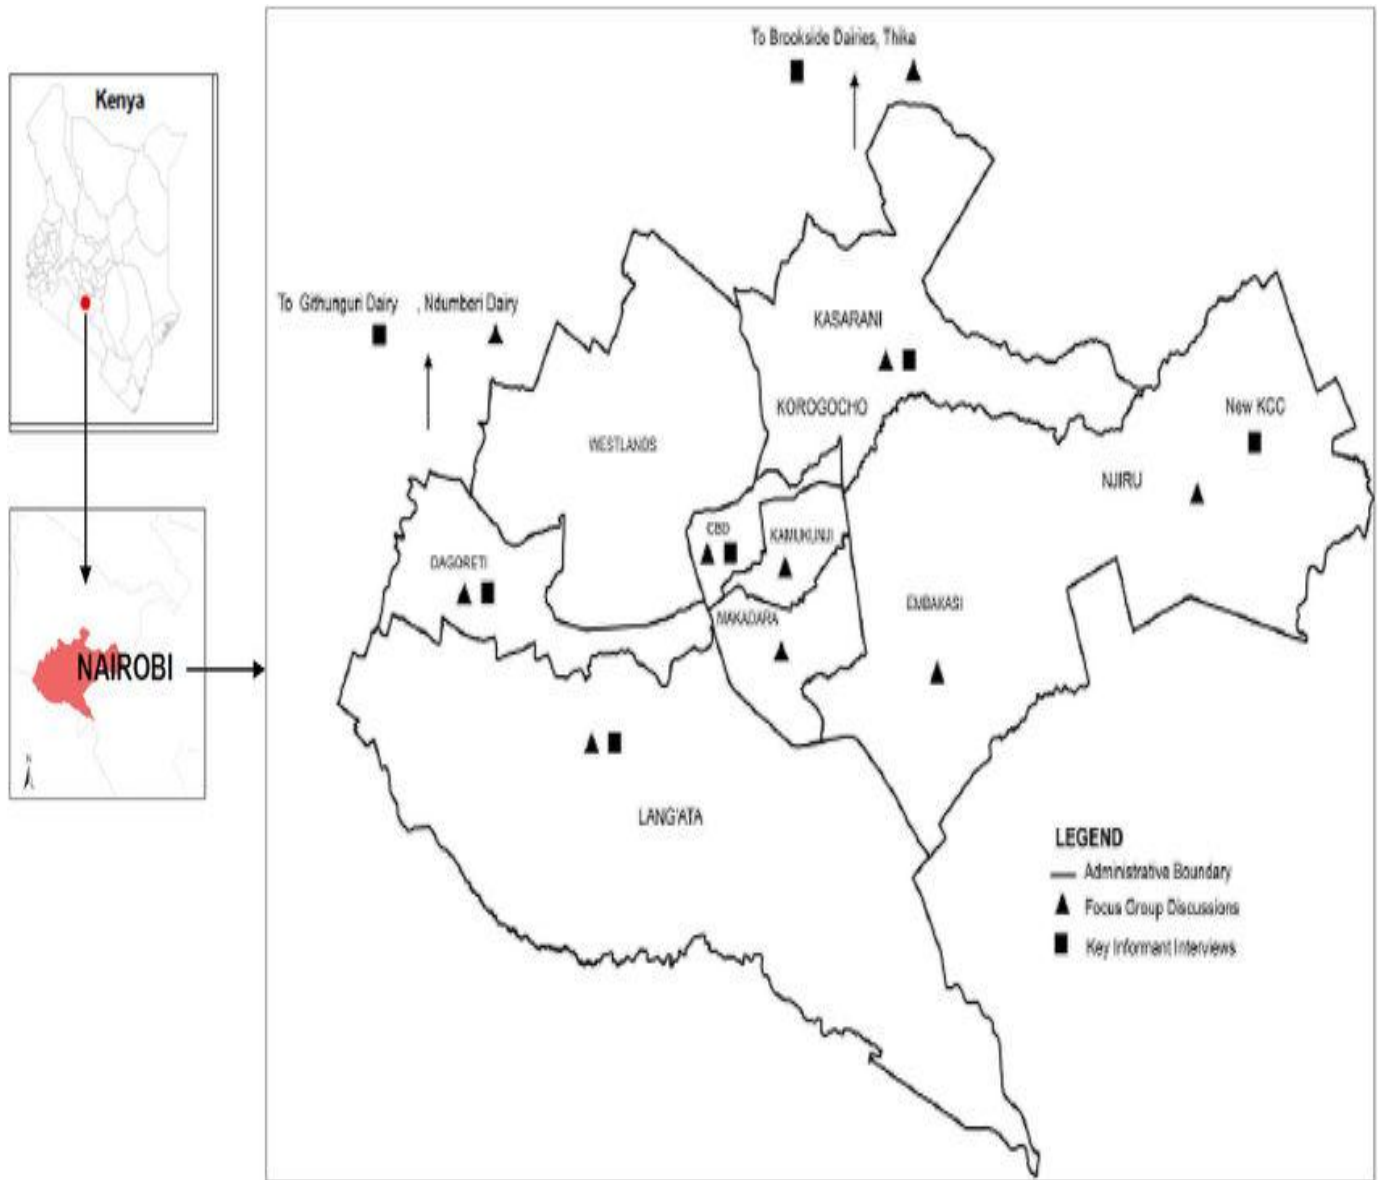 Kenya
NAIROBI
N
To Brookside Dairies, Thika
To Githunguri Dairy , Ndumberi Dairy
KASARANI
KOROGOCHO
WESTLANDS
New KCC
NJIRU
CBD
KAMUKUNJI
DAGORETI
MAKADARA
EMBAKASI
LANG'ATA
LEGEND
Administrative Boundary
Focus Group Discussions
Key Informant Interviews